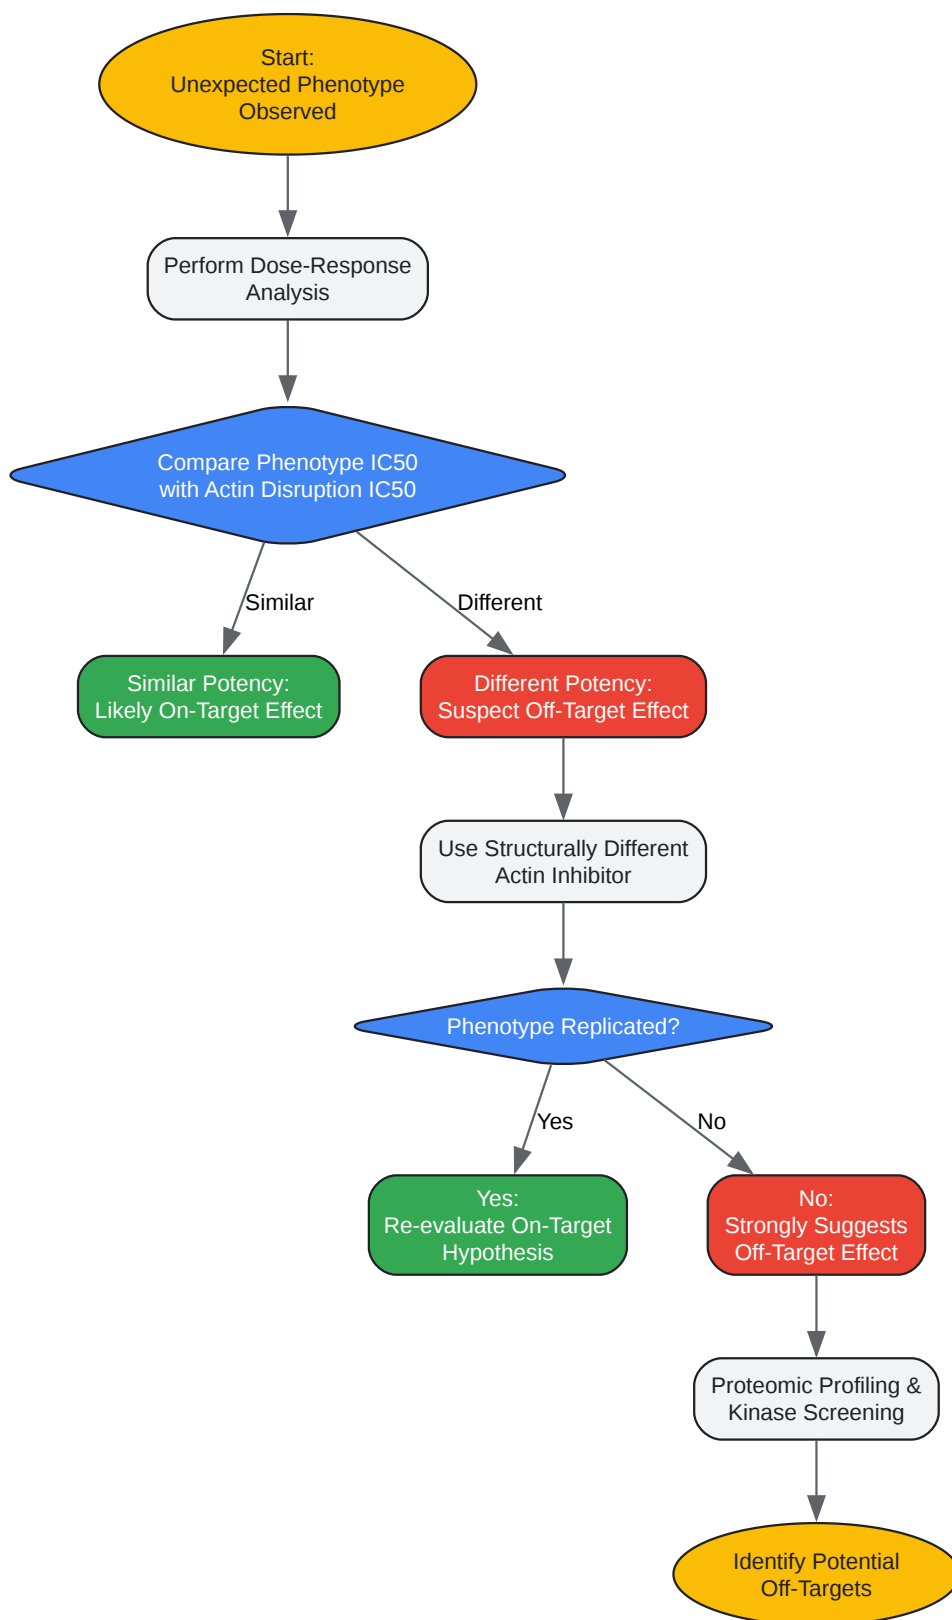 Start:
Unexpected Phenotype
Observed
Perform Dose-Response
Analysis
Compare Phenotype IC50
with Actin Disruption IC50
Similar
Different
Similar Potency:
Likely On-Target Effect
Different Potency:
Suspect Off-Target Effect
Use Structurally Different
Actin Inhibitor
Phenotype Replicated?
Yes
No
Yes:
Re-evaluate On-Target
Hypothesis
No:
Strongly Suggests
Off-Target Effect
Proteomic Profiling &
Kinase Screening
Identify Potential
Off-Targets